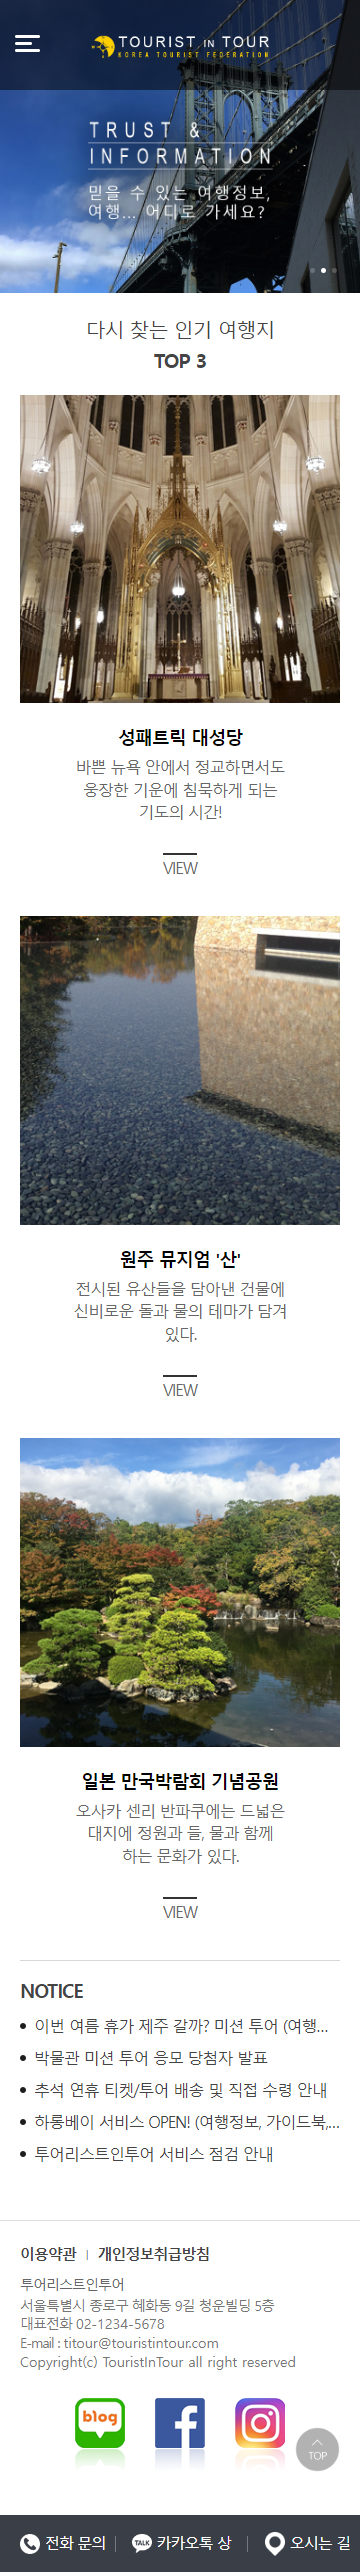 TOURIST IN TOUR
KOREA TOURIST FEDERATION
TRUST &
INFORMATION
믿을 수 있는 여행정보,
여행... 어디로 가세요?
다시 찾는 인기 여행지
TOP 3
성패트릭 대성당
바쁜 뉴욕 안에서 정교하면서도
웅장한 기운에 침묵하게 되는
기도의 시간!
VIEW
원주 뮤지엄 '산'
전시된 유산들을 담아낸 건물에
신비로운 돌과 물의 테마가 담겨
있다.
VIEW
일본 만국박람회 기념공원
오사카 센리 반파쿠에는 드넓은
대지에 정원과 들, 물과 함께
하는 문화가 있다.
VIEW
NOTICE
이번 여름 휴가 제주 갈까? 미션 투어 (여행...
박물관 미션 투어 응모 당첨자 발표
추석 연휴 티켓/투어 배송 및 직접 수령 안내
하롱베이 서비스 OPEN! (여행정보, 가이드북,...
투어리스트인투어 서비스 점검 안내
이용약관 | 개인정보취급방침
투어리스트인투어
서울특별시 종로구 혜화동 9길 청운빌딩 5층
대표전화 02-1234-5678
E-mail : titour@touristintour.com
Copyright(c) TouristInTour all right reserved
blog
TOP
전화 문의 | TALK 카카오톡 상 | 오시는 길